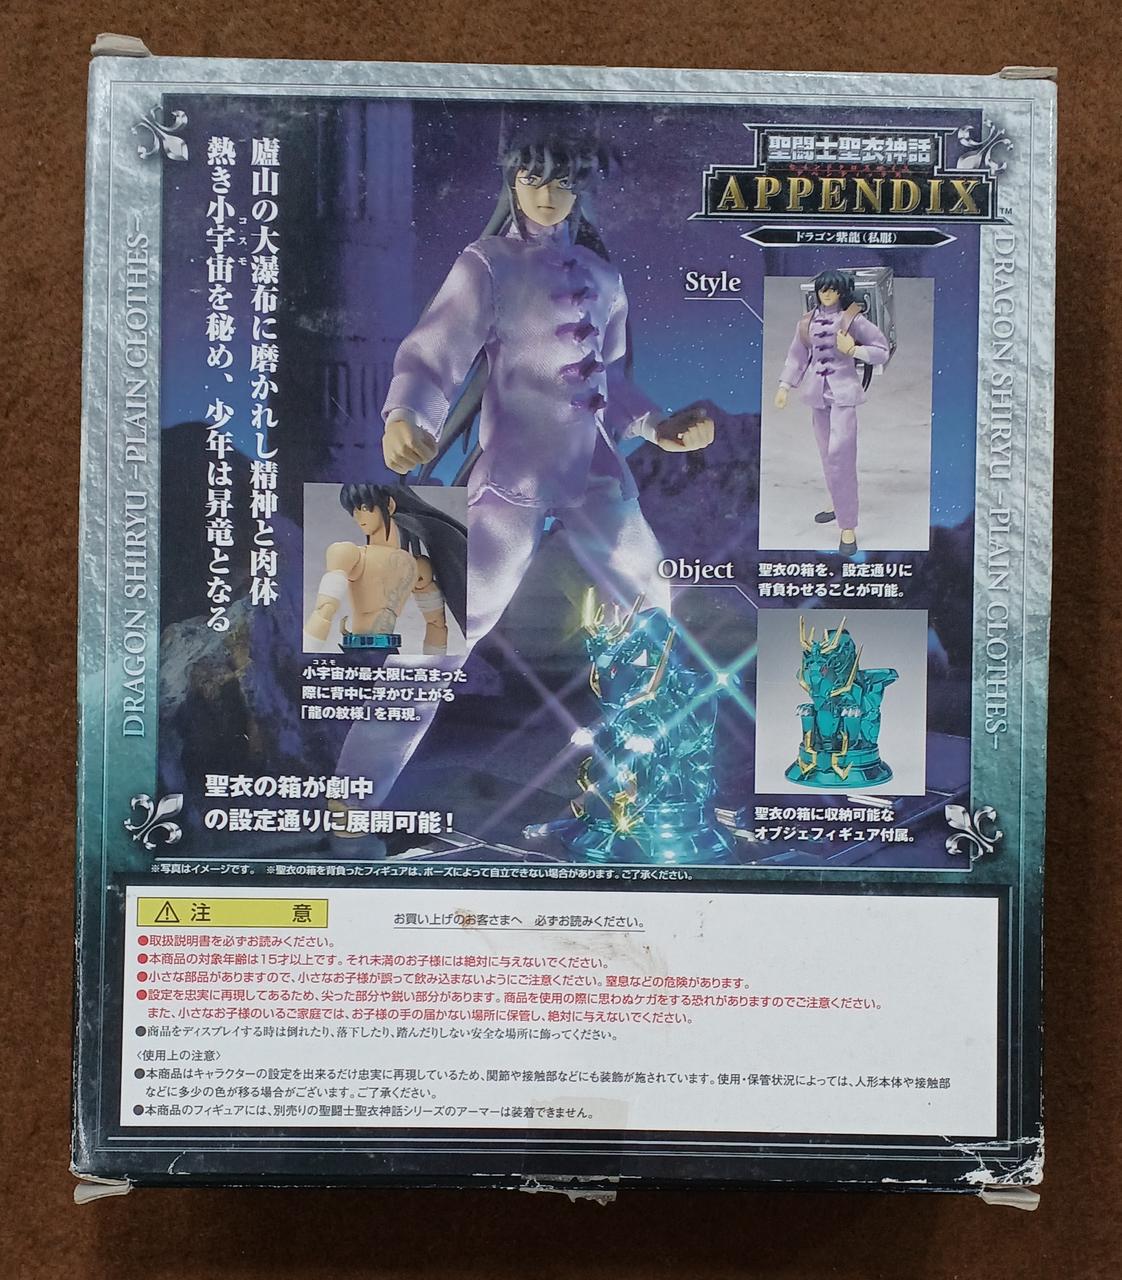 廬山の大瀑布に磨かれし精神と肉体
熱き小宇宙を秘め、少年は昇竜となる
コスモ
聖闘士聖衣神話
APPENDIX
TM
ドラゴン紫龍(私服)
DRAGON SHIRYU -PLAIN CLOTHES-
DRAGON SHIRYU -PLAIN CLOTHES-
Style
聖衣の箱を、設定通りに
背負わせることが可能。
Object
聖衣の箱に収納可能な
オブジェフィギュア付属。
コスモ
小宇宙が最大限に高まった
際に背中に浮かび上がる
「龍の紋様」を再現。
聖衣の箱が劇中
の設定通りに展開可能!
※写真はイメージです。 ※聖衣の箱を背負ったフィギュアは、ポーズによって自立できない場合があります。ご了承ください。
注 意
お買い上げのお客さまへ 必ずお読みください。
●取扱説明書を必ずお読みください。
●本商品の対象年齢は15才以上です。それ未満のお子様には絶対に与えないでください。
●小さな部品がありますので、小さなお子様が誤って飲み込まないようにご注意ください。窒息などの危険があります。
●設定を忠実に再現してあるため、尖った部分や鋭い部分があります。商品を使用の際に思わぬケガをする恐れがありますのでご注意ください。
また、小さなお子様のいるご家庭では、お子様の手の届かない場所に保管し、絶対に与えないでください。
●商品をディスプレイする時は倒れたり、落下したり、踏んだりしない安全な場所に飾ってください。
〈使用上の注意〉
●本商品はキャラクターの設定を出来るだけ忠実に再現しているため、関節や接触部などにも装飾が施されています。使用・保管状況によっては、人形本体や接触部
などに多少の色が移る場合がございます。ご了承ください。
●本商品のフィギュアには、別売りの聖闘士聖衣神話シリーズのアーマーは装着できません。